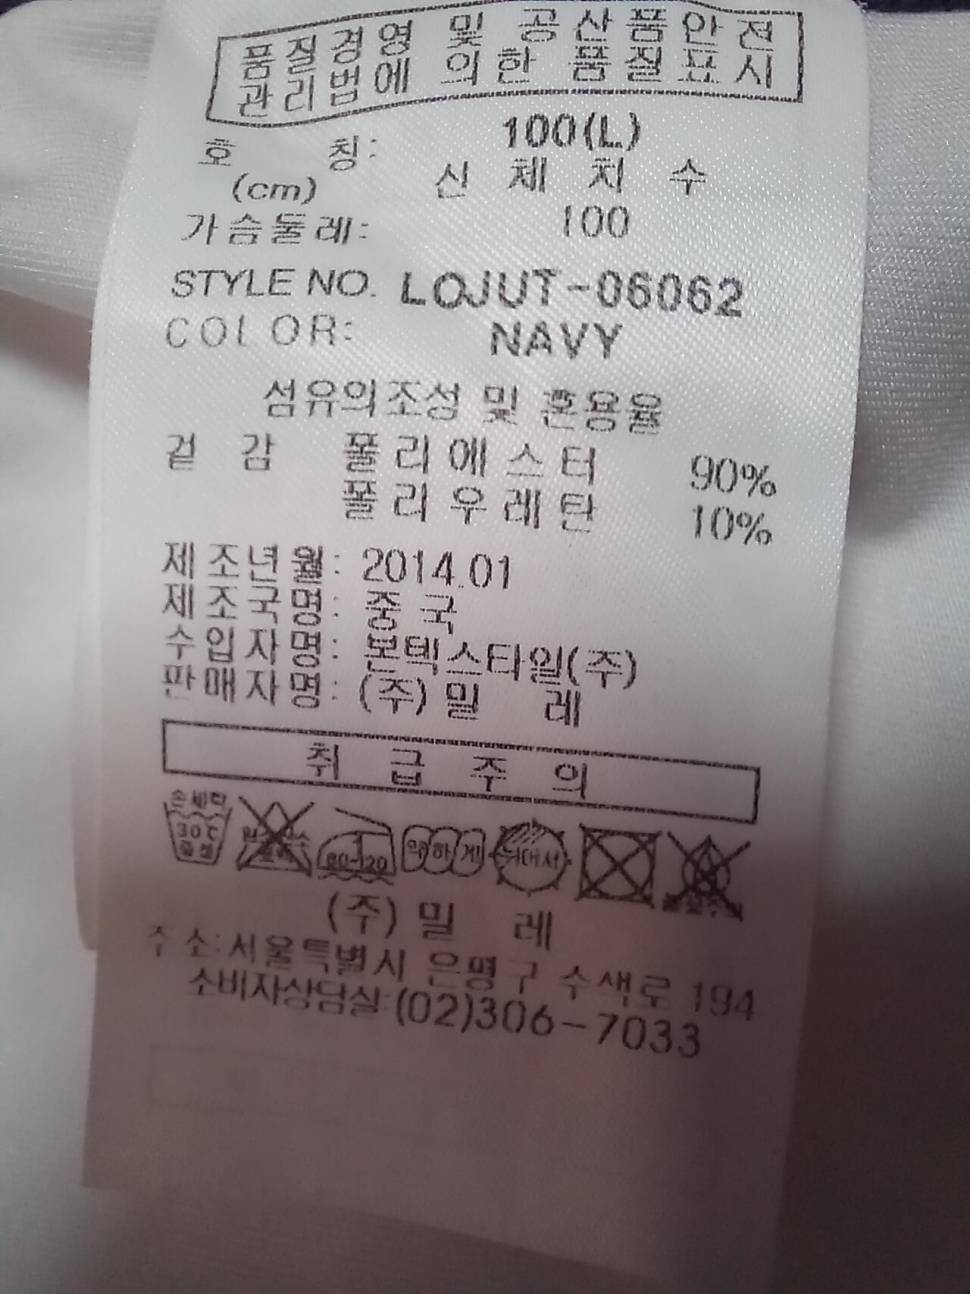 품질경영 및 공산품안전
관리법에 의한 품질표시
호 칭: 100(L)
(cm) 신 체 치 수
가슴둘레: 100
STYLE NO. LOJUT-06062
COLOR: NAVY
섬유의조성 및 혼용율
겉 감 폴리에스터 90%
폴리우레탄 10%
제조년월: 2014.01
제조국명: 중국
수입자명: 본텍스타일(주)
판매자명: (주)밀 레
취 급 주 의
손세탁
30℃
중성
80-120
약하게
뉘어서
(주)밀 레
주소:서울특별시 은평구 수색로 194
소비자상담실:(02)306-7033